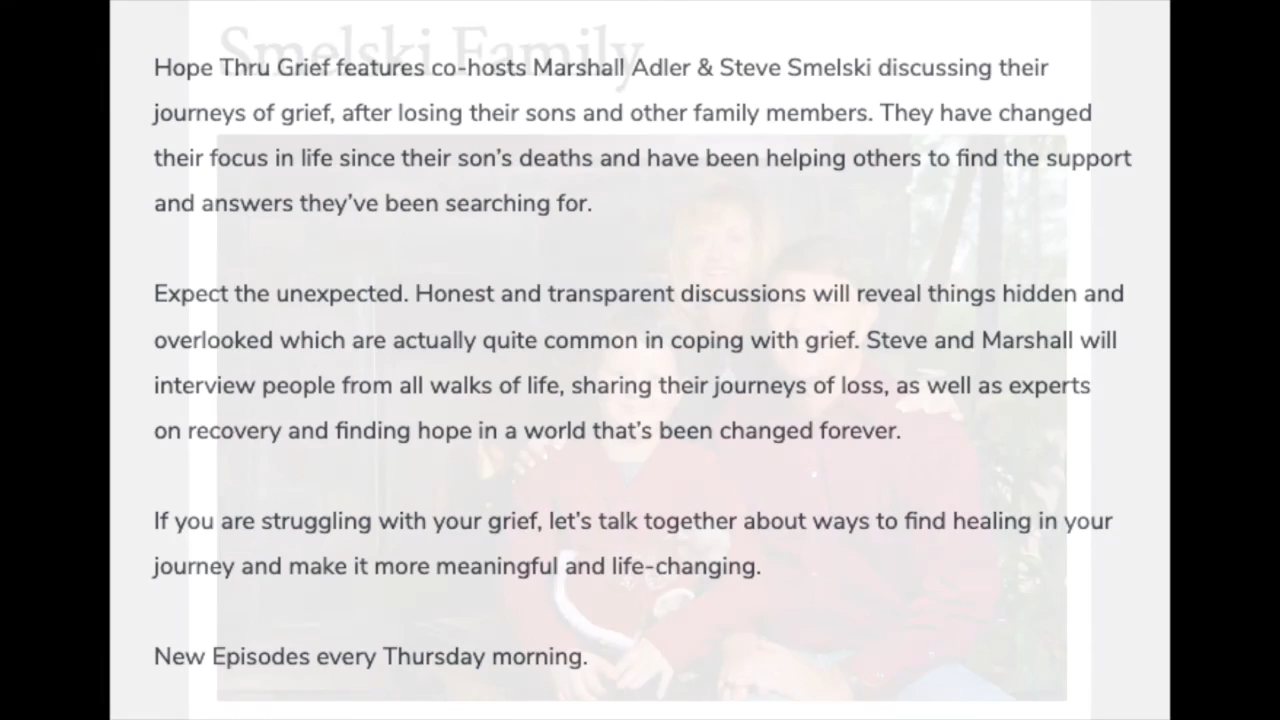 Smelski Family
Hope Thru Grief features co-hosts Marshall Adler & Steve Smelski discussing their
journeys of grief, after losing their sons and other family members. They have changed
their focus in life since their son’s deaths and have been helping others to find the support
and answers they’ve been searching for.
Expect the unexpected. Honest and transparent discussions will reveal things hidden and
overlooked which are actually quite common in coping with grief. Steve and Marshall will
interview people from all walks of life, sharing their journeys of loss, as well as experts
on recovery and finding hope in a world that’s been changed forever.
If you are struggling with your grief, let’s talk together about ways to find healing in your
journey and make it more meaningful and life-changing.
New Episodes every Thursday morning.